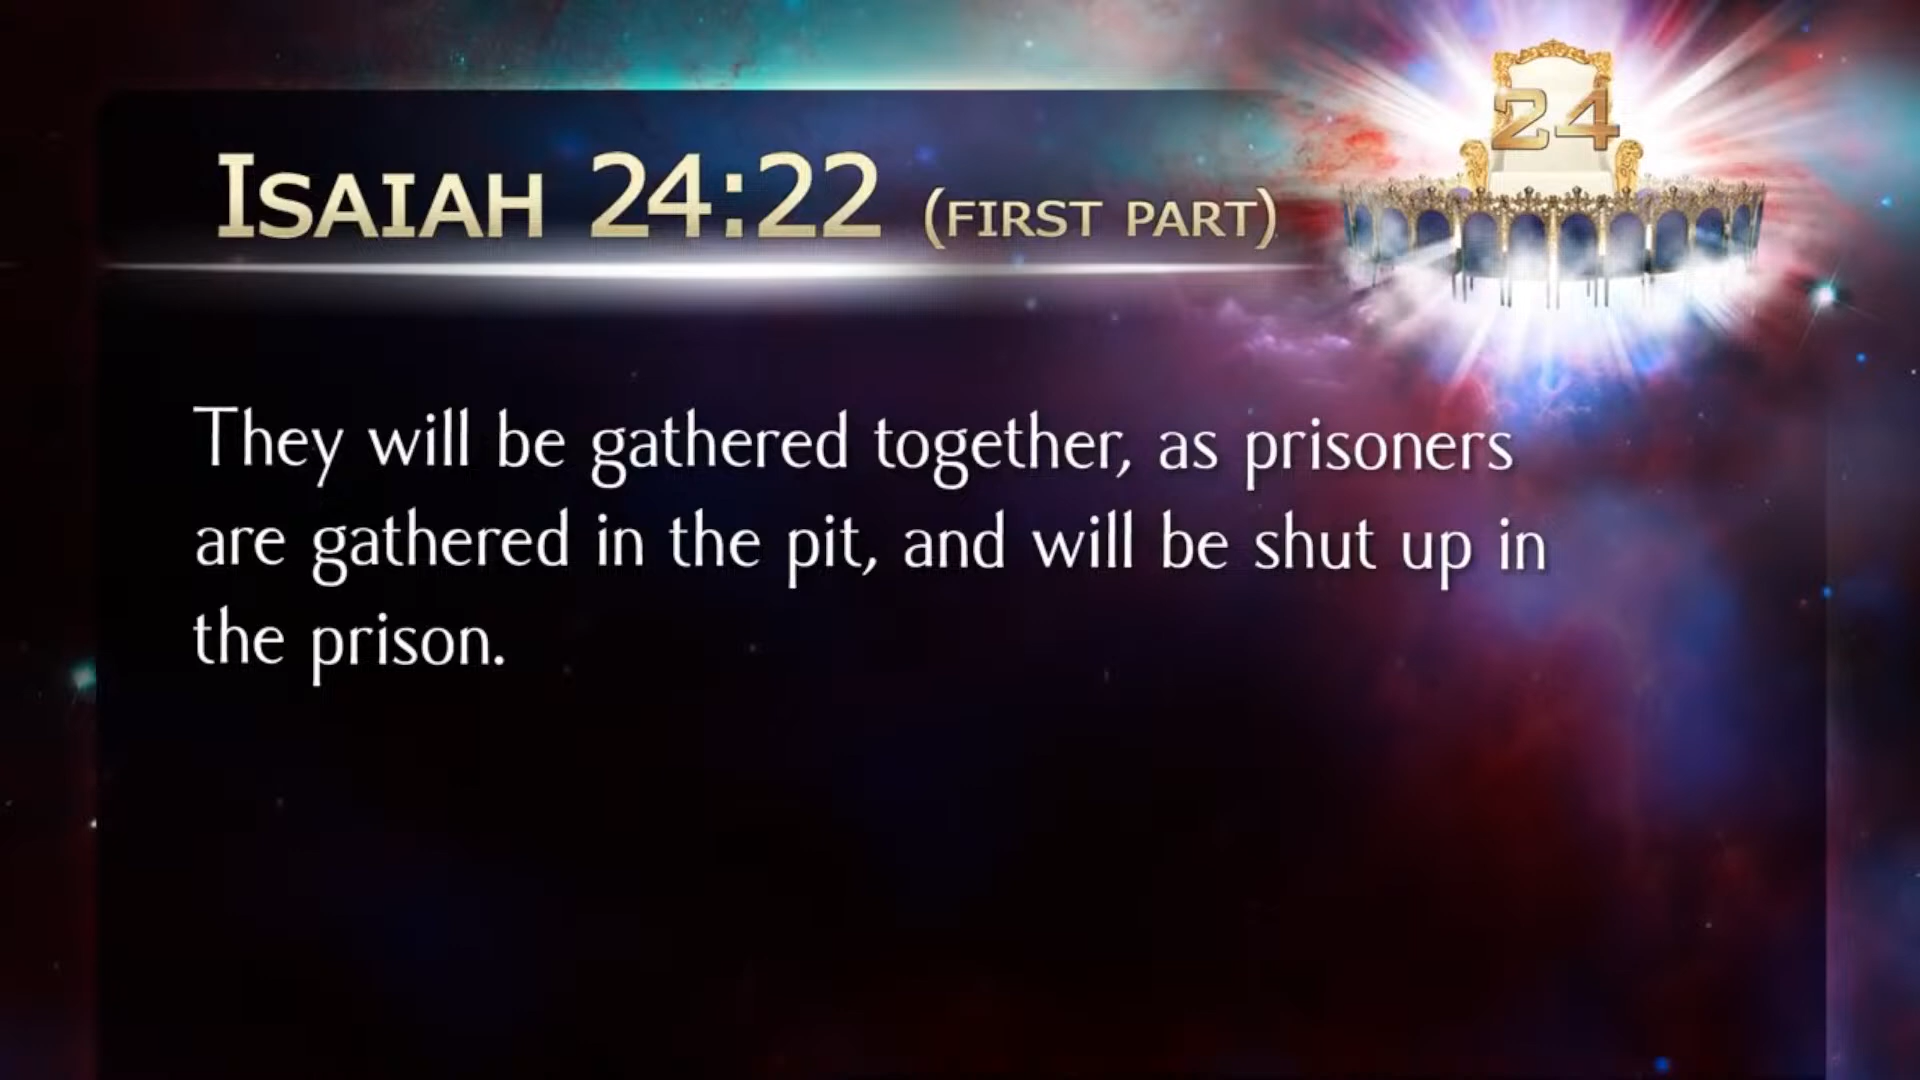 24
ISAIAH 24:22 (FIRST PART)
They will be gathered together, as prisoners
are gathered in the pit, and will be shut up in
the prison.